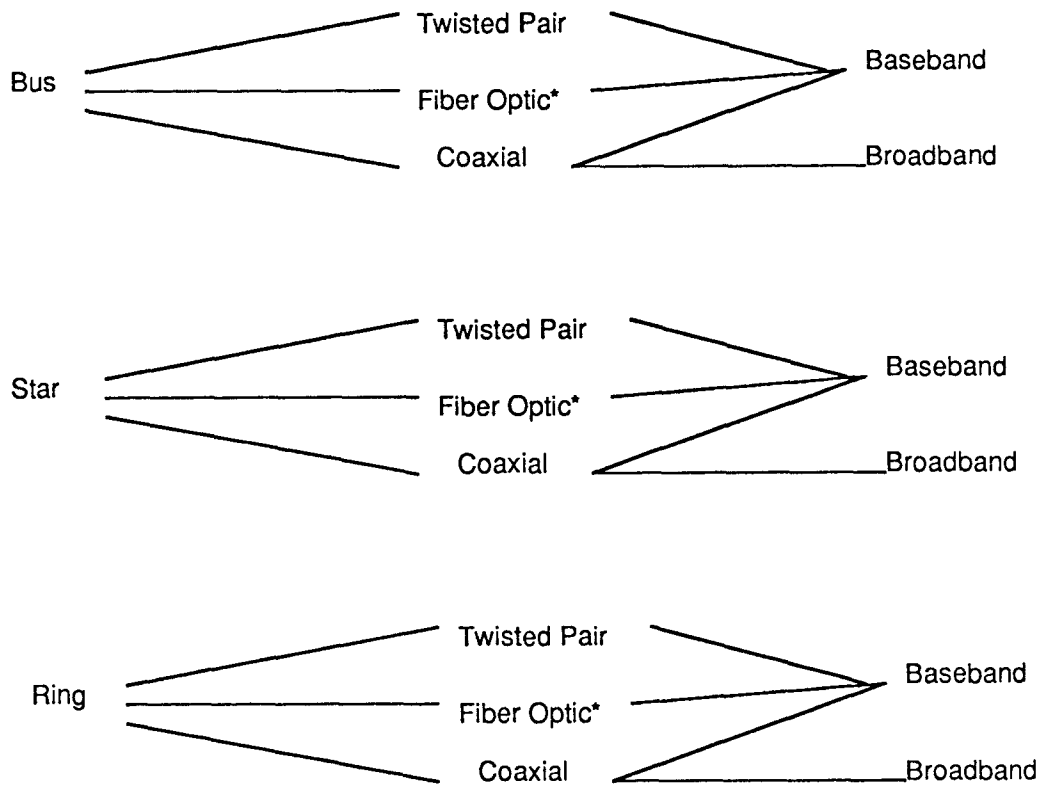 Twisted Pair
Bus
Baseband
Fiber Optic*
Coaxial
Broadband
Twisted Pair
Star
Baseband
Fiber Optic*
Coaxial
Broadband
Twisted Pair
Ring
Baseband
Fiber Optic*
Coaxial
Broadband